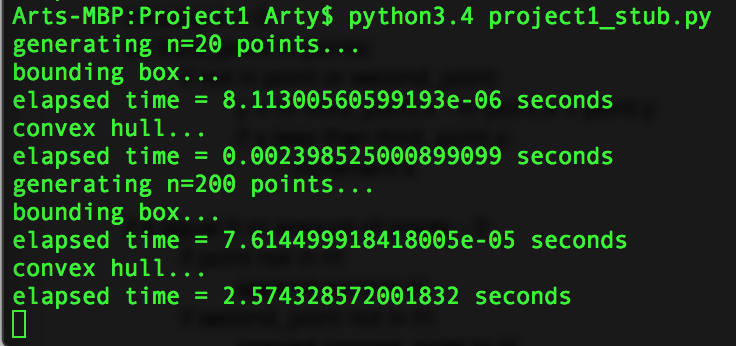 Arts-MBP:Project1 Arty$ python3.4 project1_stub.py
generating n=20 points...
bounding box...
elapsed time = 8.11300560599193e-06 seconds
convex hull...
elapsed time = 0.002398525000899099 seconds
generating n=200 points...
bounding box...
elapsed time = 7.614499918418005e-05 seconds
convex hull...
elapsed time = 2.574328572001832 seconds